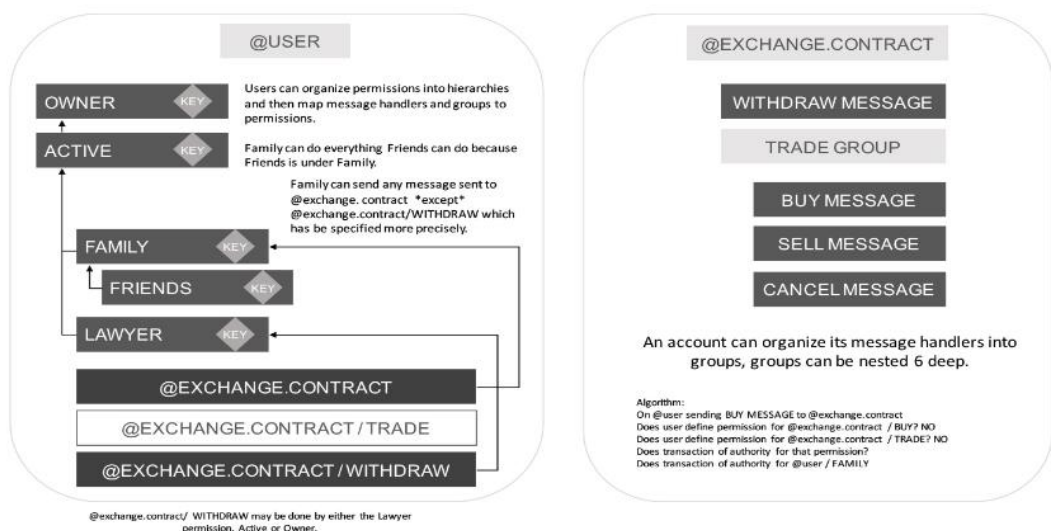 @USER
OWNER KEY
Users can organize permissions into hierarchies
and then map message handlers and groups to
permissions.
ACTIVE KEY
Family can do everything Friends can do because
Friends is under Family.
Family can send any message sent to
@exchange. contract *except*
@exchange.contract/WITHDRAW which
has be specified more precisely.
FAMILY KEY
FRIENDS KEY
LAWYER KEY
@EXCHANGE.CONTRACT
@EXCHANGE.CONTRACT / TRADE
@EXCHANGE.CONTRACT / WITHDRAW
@exchange.contract/ WITHDRAW may be done by either the Lawyer
permission, Active or Owner.
@EXCHANGE.CONTRACT
WITHDRAW MESSAGE
TRADE GROUP
BUY MESSAGE
SELL MESSAGE
CANCEL MESSAGE
An account can organize its message handlers into
groups, groups can be nested 6 deep.
Algorithm:
On @user sending BUY MESSAGE to @exchange.contract
Does user define permission for @exchange.contract / BUY? NO
Does user define permission for @exchange.contract / TRADE? NO
Does transaction of authority for that permission?
Does transaction of authority for @user / FAMILY